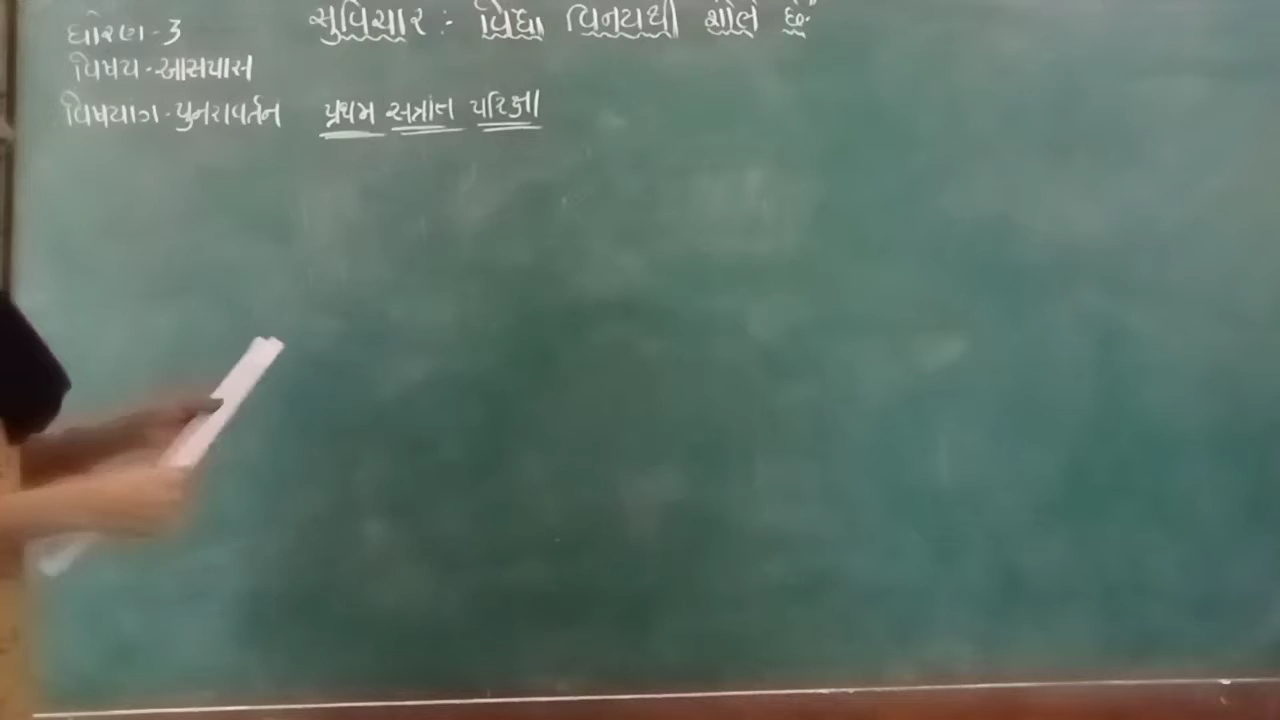 સુવિચાર :- વિદ્યા વિનયથી શોભે છે.
ધોરણ - 3
વિષય - આસપાસ
વિષયાંગ - પુનરાવર્તન પ્રથમ સત્રાંત પરિક્ષા